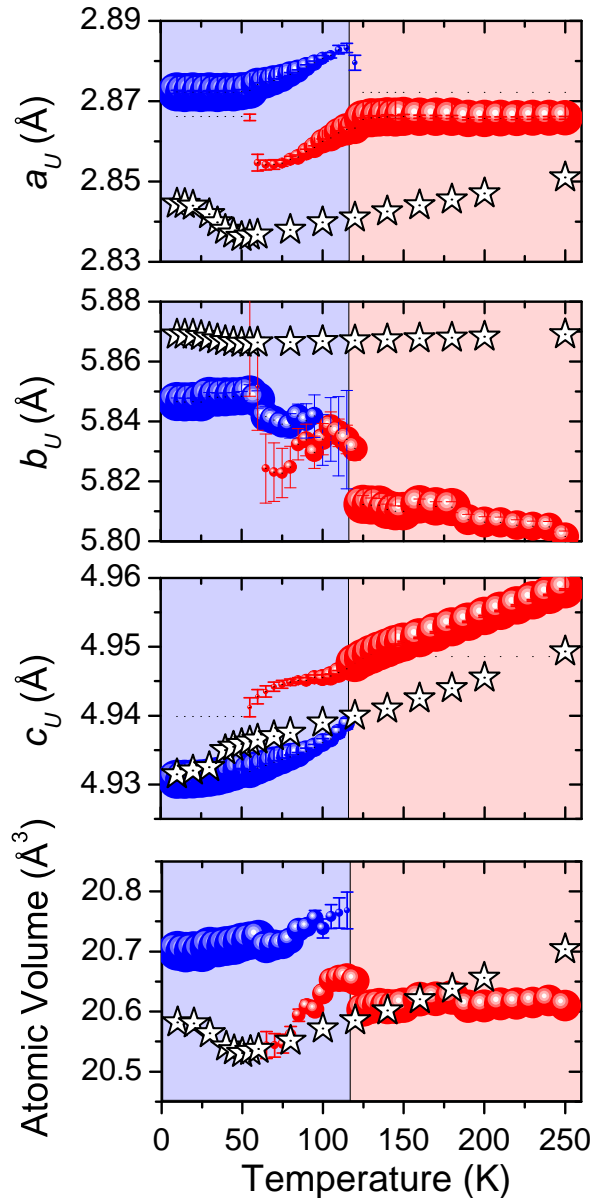 2.89
2.87
2.85
2.83
a_U (Å)
5.88
5.86
5.84
5.82
5.80
b_U (Å)
4.96
4.95
4.94
4.93
c_U (Å)
20.8
20.7
20.6
20.5
Atomic Volume (Å³)
0 50 100 150 200 250
Temperature (K)